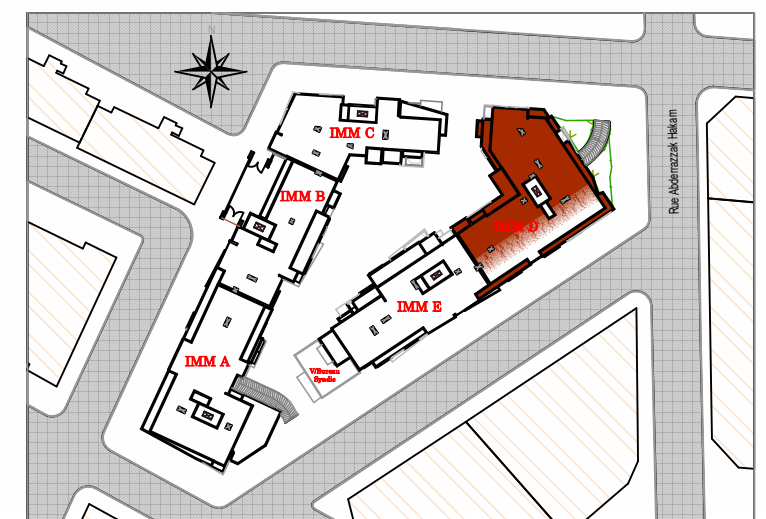 IMM C
Rue Abderrazzak Hakam
IMM B
IMM D
IMM E
IMM A
V/Bureau
Syndic